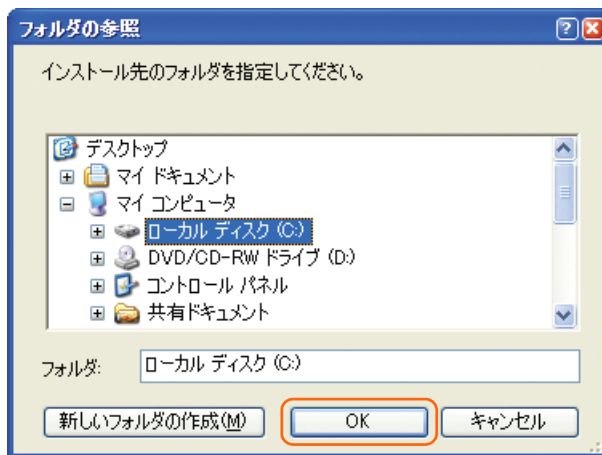 フォルダの参照
インストール先のフォルダを指定してください。
デスクトップ
マイ ドキュメント
マイ コンピュータ
ローカル ディスク (C:)
DVD/CD-RW ドライブ (D:)
コントロール パネル
共有ドキュメント
フォルダ: ローカル ディスク (C:)
新しいフォルダの作成(M) OK キャンセル